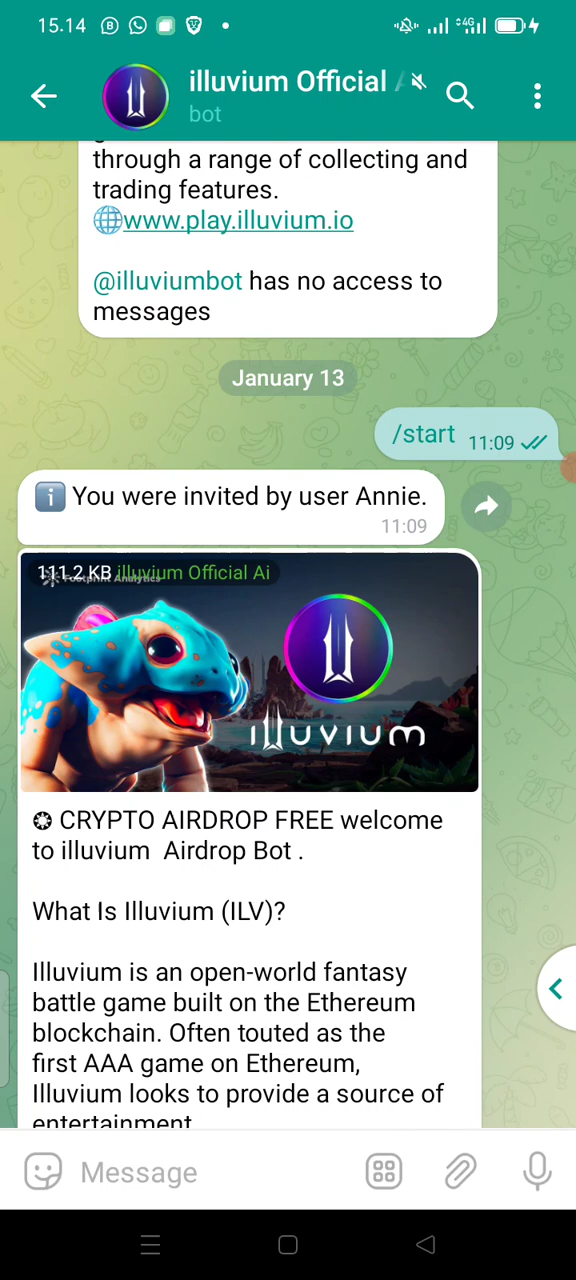 15.14
4G
illuvium Official A
bot
through a range of collecting and
trading features.
www.play.illuvium.io
@illuviumbot has no access to
messages
January 13
/start 11:09
You were invited by user Annie.
11:09
111.2 KB illuvium Official Ai
Footprint Analytics
ILLUVIUM
CRYPTO AIRDROP FREE welcome
to illuvium Airdrop Bot .
What Is Illuvium (ILV)?
Illuvium is an open-world fantasy
battle game built on the Ethereum
blockchain. Often touted as the
first AAA game on Ethereum,
Illuvium looks to provide a source of
entertainment
Message